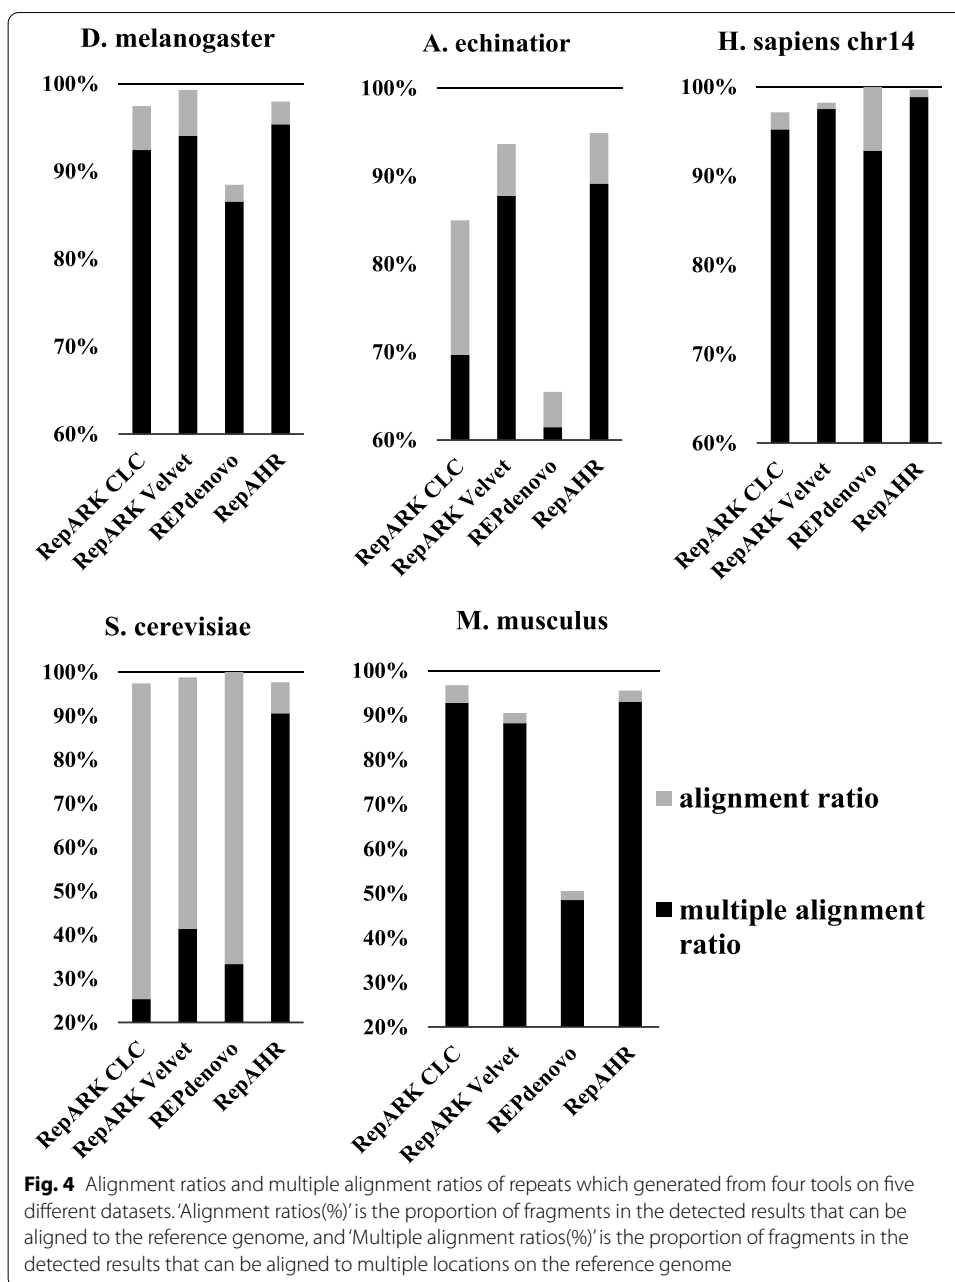 D. melanogaster
100%
90%
80%
70%
60%
RepARK CLC
RepARK Velvet
REPdenovo
RepAHR
A. echinatior
100%
90%
80%
70%
60%
RepARK CLC
RepARK Velvet
REPdenovo
RepAHR
H. sapiens chr14
100%
90%
80%
70%
60%
RepARK CLC
RepARK Velvet
REPdenovo
RepAHR
S. cerevisiae
100%
90%
80%
70%
60%
50%
40%
30%
20%
RepARK CLC
RepARK Velvet
REPdenovo
RepAHR
M. musculus
100%
90%
80%
70%
60%
50%
40%
30%
20%
RepARK CLC
RepARK Velvet
REPdenovo
RepAHR
alignment ratio
multiple alignment
ratio
Fig. 4 Alignment ratios and multiple alignment ratios of repeats which generated from four tools on five
different datasets. ‘Alignment ratios(%)’ is the proportion of fragments in the detected results that can be
aligned to the reference genome, and ‘Multiple alignment ratios(%)’ is the proportion of fragments in the
detected results that can be aligned to multiple locations on the reference genome